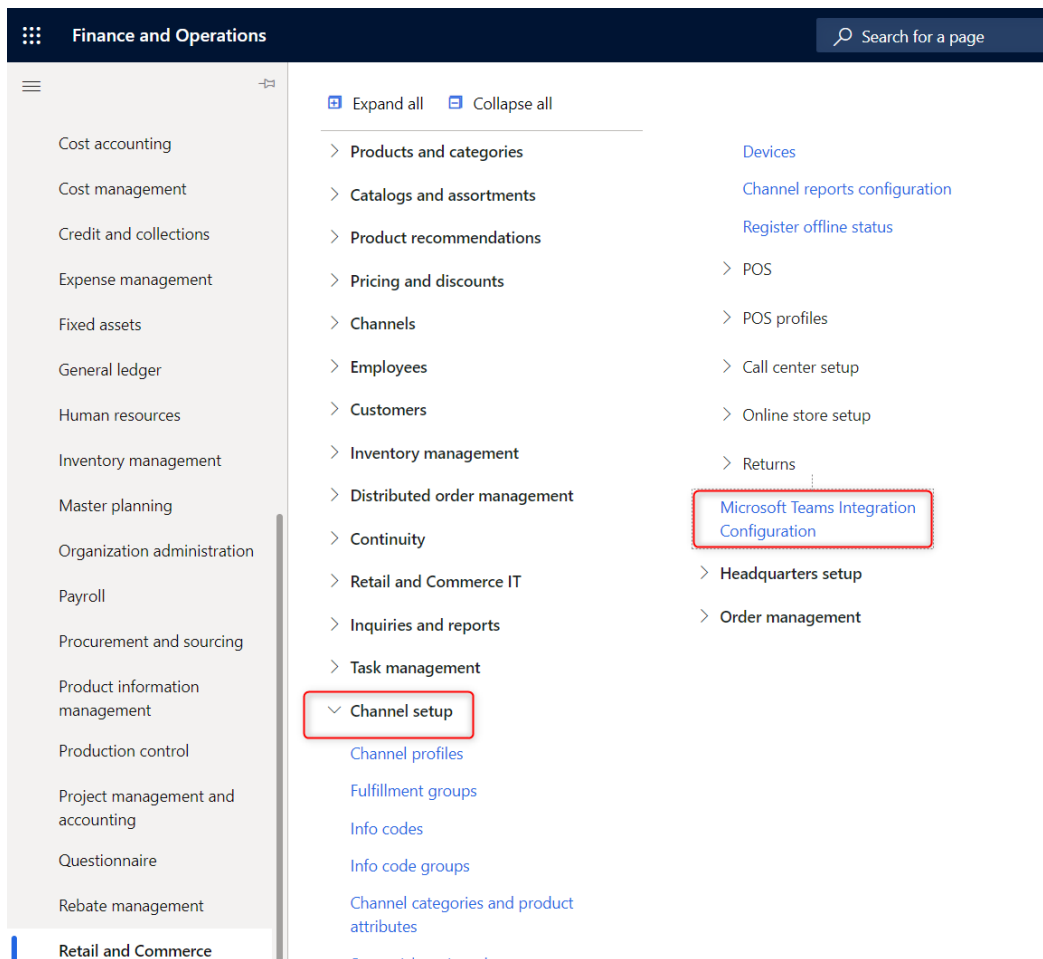 Finance and Operations
Search for a page
Cost accounting
Cost management
Credit and collections
Expense management
Fixed assets
General ledger
Human resources
Inventory management
Master planning
Organization administration
Payroll
Procurement and sourcing
Product information
management
Production control
Project management and
accounting
Questionnaire
Rebate management
Retail and Commerce
Expand all
Collapse all
Products and categories
Catalogs and assortments
Product recommendations
Pricing and discounts
Channels
Employees
Customers
Inventory management
Distributed order management
Continuity
Retail and Commerce IT
Inquiries and reports
Task management
Channel setup
Channel profiles
Fulfillment groups
Info codes
Info code groups
Channel categories and product
attributes
Devices
Channel reports configuration
Register offline status
POS
POS profiles
Call center setup
Online store setup
Returns
Microsoft Teams Integration
Configuration
Headquarters setup
Order management